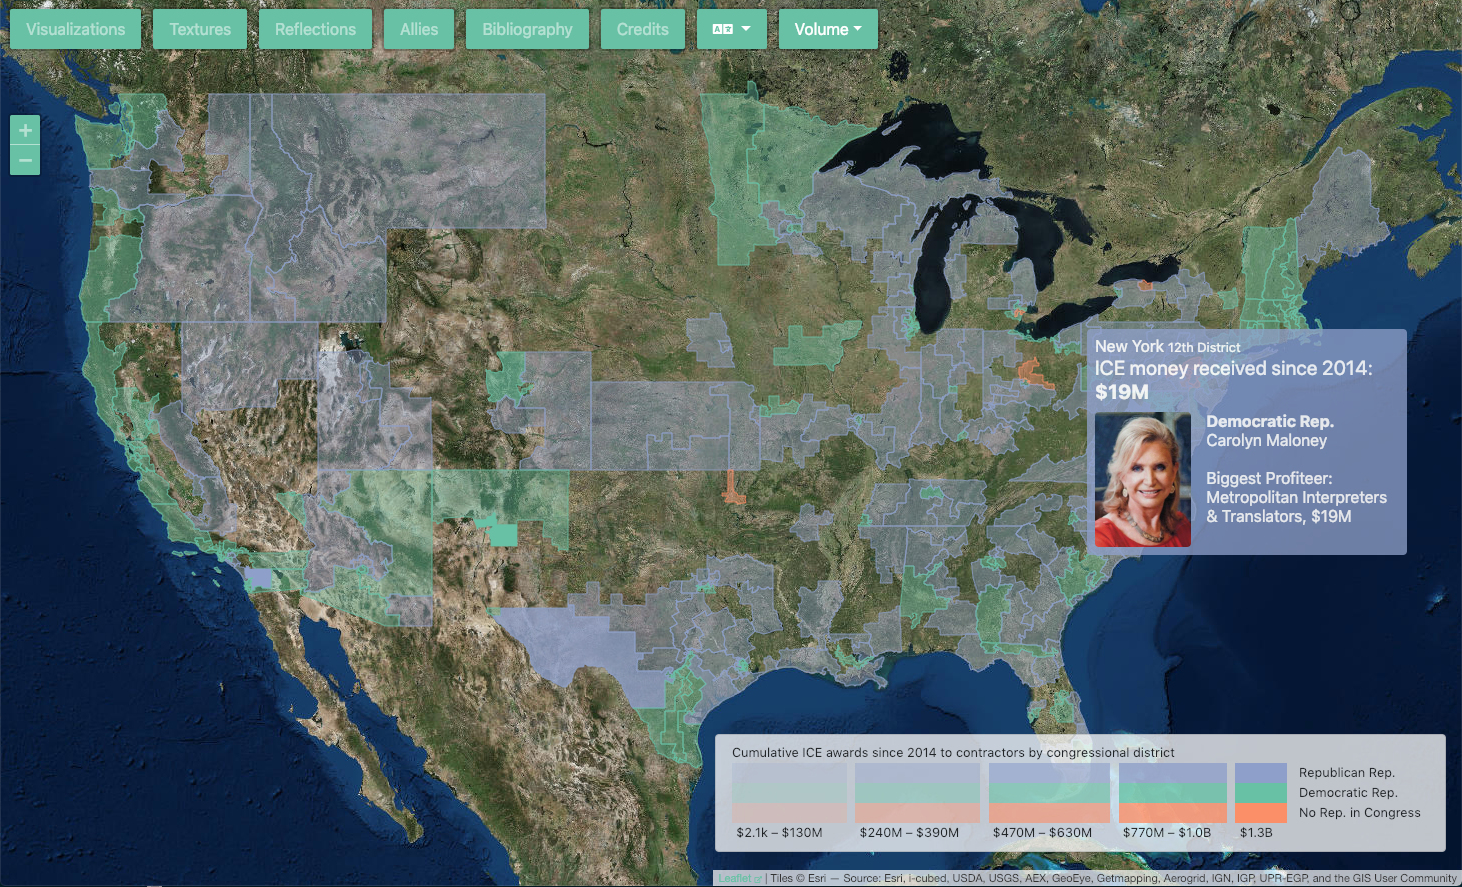 Visualizations
Textures
Reflections
Allies
Bibliography
Credits
Volume
+
−
New York 12th District
ICE money received since 2014:
$19M
Democratic Rep.
Carolyn Maloney
Biggest Profiteer:
Metropolitan Interpreters
& Translators, $19M
Cumulative ICE awards since 2014 to contractors by congressional district
Republican Rep.
Democratic Rep.
No Rep. in Congress
$2.1k – $130M
$240M – $390M
$470M – $630M
$770M – $1.0B
$1.3B
Leaflet | Tiles © Esri — Source: Esri, i-cubed, USDA, USGS, AEX, GeoEye, Getmapping, Aerogrid, IGN, IGP, UPR-EGP, and the GIS User Community